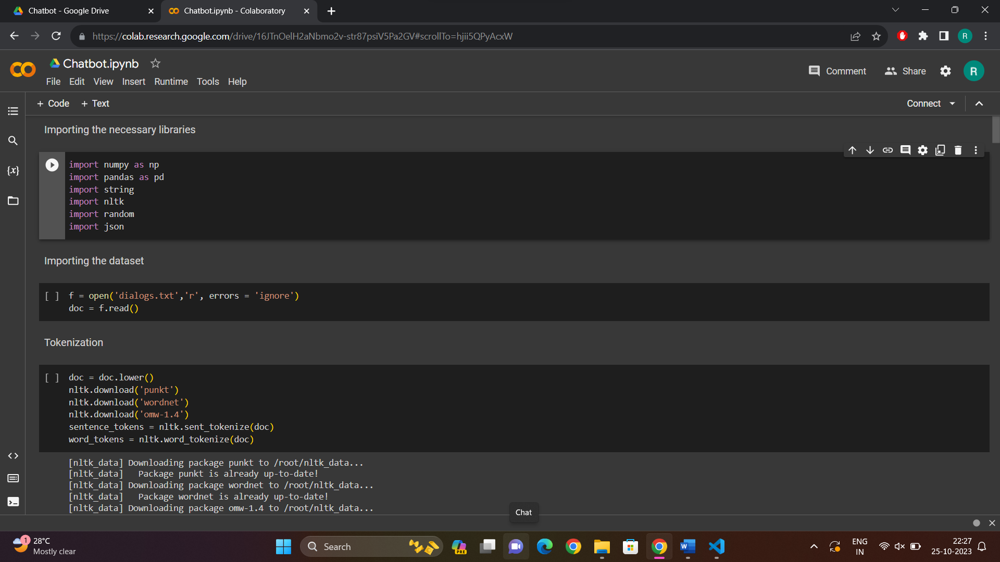 Chatbot - Google Drive
Chatbot.ipynb - Colaboratory
https://colab.research.google.com/drive/16JTnOelH2aNbmo2v-str87psiV5Pa2GV#scrollTo=hjii5QPyAcxW
R
Chatbot.ipynb
Comment
Share
R
File Edit View Insert Runtime Tools Help
+ Code + Text
Connect
Importing the necessary libraries
import numpy as np
import pandas as pd
import string
import nltk
import random
import json
{x}
Importing the dataset
[ ] f = open('dialogs.txt','r', errors = 'ignore')
doc = f.read()
Tokenization
[ ] doc = doc.lower()
nltk.download('punkt')
nltk.download('wordnet')
nltk.download('omw-1.4')
sentence_tokens = nltk.sent_tokenize(doc)
word_tokens = nltk.word_tokenize(doc)
[nltk_data] Downloading package punkt to /root/nltk_data...
[nltk_data]   Package punkt is already up-to-date!
[nltk_data] Downloading package wordnet to /root/nltk_data...
[nltk_data]   Package wordnet is already up-to-date!
[nltk_data] Downloading package omw-1.4 to /root/nltk_data...
Chat
1
28°C
Mostly clear
Search
PRE
W
ENG
IN
22:27
25-10-2023